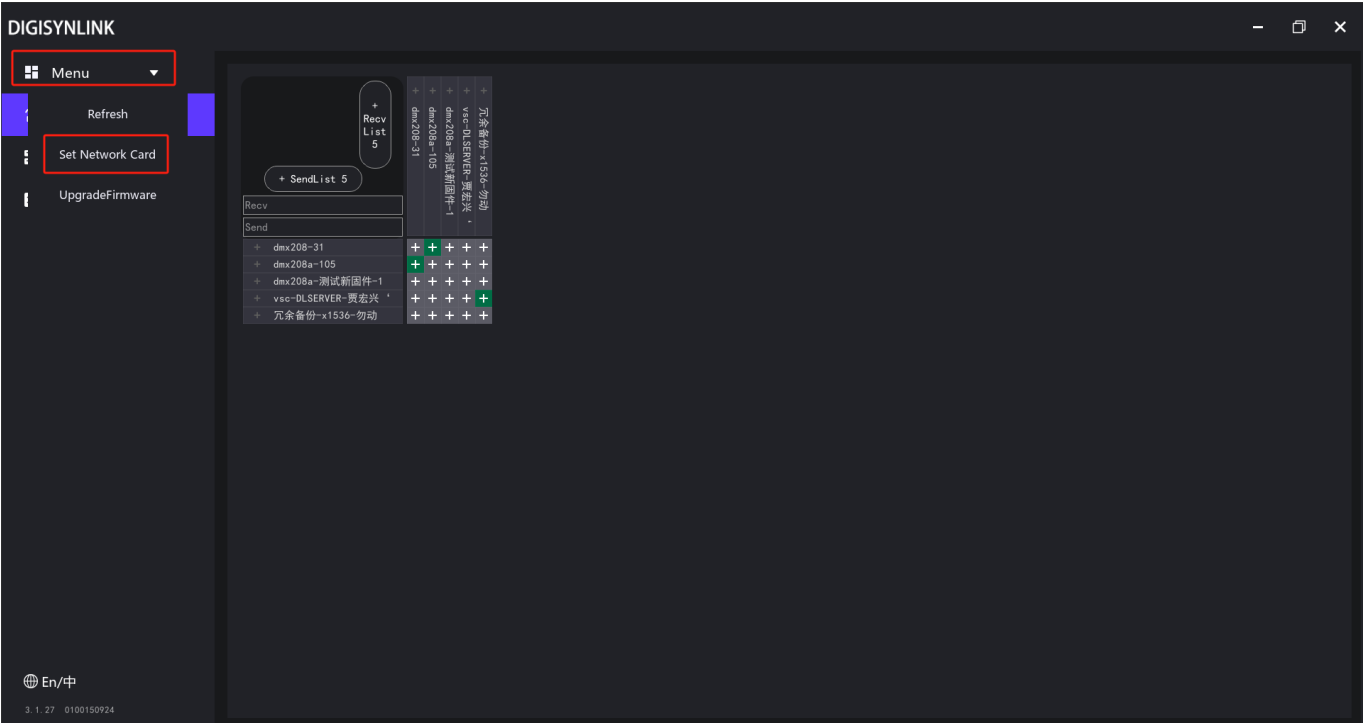 DIGISYNLINK
Menu
Refresh
Set Network Card
UpgradeFirmware
+
Recv
List
5
+ SendList 5
Recv
Send
+ dmx208-31
+ dmx208a-105
+ dmx208a-测试新固件-1
+ vsc-DLSERVER-贾宏兴 ‘
+ 冗余备份-x1536-勿动
+ dmx208-31
+ dmx208a-105
+ dmx208a-测试新固件-1
+ vsc-DLSERVER-贾宏兴 ‘
+ 冗余备份-x1536-勿动
+ + + + +
+ + + + +
+ + + + +
+ + + + +
+ + + + +
En/中
3.1.27 0100150924